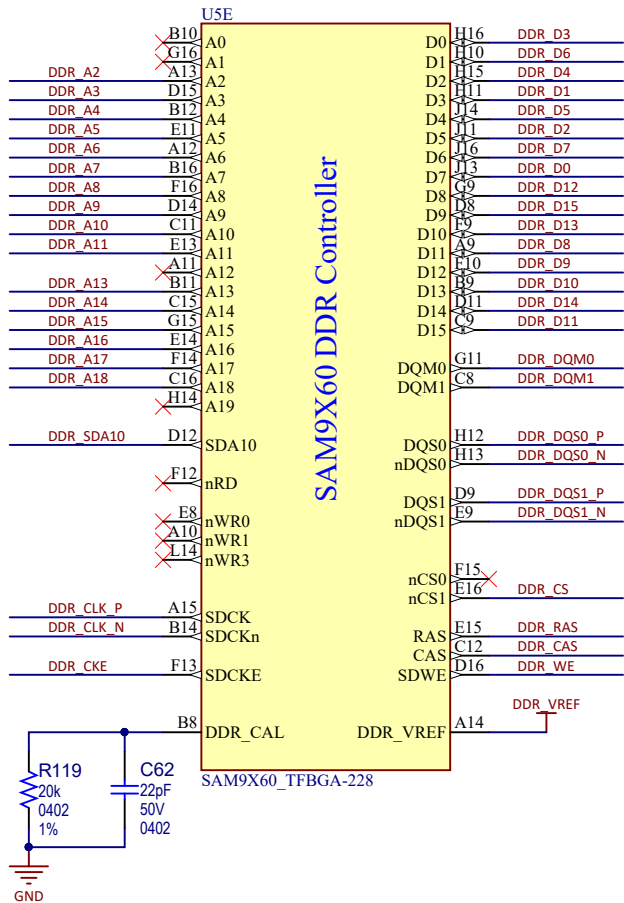 U5E
B10 A0 D0 H16 DDR_D3
G16 A1 D1 H10 DDR_D6
DDR_A2 A13 A2 D2 H15 DDR_D4
DDR_A3 D15 A3 D3 H11 DDR_D1
DDR_A4 B12 A4 D4 J14 DDR_D5
DDR_A5 E11 A5 D5 J11 DDR_D2
DDR_A6 A12 A6 D6 J16 DDR_D7
DDR_A7 B16 A7 D7 J13 DDR_D0
DDR_A8 F16 A8 D8 G9 DDR_D12
DDR_A9 D14 A9 D9 D8 DDR_D15
DDR_A10 C11 A10 D10 F9 DDR_D13
DDR_A11 E13 A11 D11 A9 DDR_D8
A11 A12 D12 F10 DDR_D9
DDR_A13 B11 A13 D13 B9 DDR_D10
DDR_A14 C15 A14 D14 D11 DDR_D14
DDR_A15 G15 A15 D15 C9 DDR_D11
DDR_A16 E14 A16
DDR_A17 F14 A17 DQM0 G11 DDR_DQM0
DDR_A18 C16 A18 DQM1 C8 DDR_DQM1
H14 A19
DDR_SDA10 D12 SDA10 DQS0 H12 DDR_DQS0_P
nDQS0 H13 DDR_DQS0_N
F12 nRD
DQS1 D9 DDR_DQS1_P
E8 nWR0 nDQS1 E9 DDR_DQS1_N
A10 nWR1
L14 nWR3
nCS0 F15
nCS1 E16 DDR_CS
DDR_CLK_P A15 SDCK
DDR_CLK_N B14 SDCKn RAS E15 DDR_RAS
CAS C12 DDR_CAS
DDR_CKE F13 SDCKE SDWE D16 DDR_WE
DDR_VREF
B8 DDR_CAL DDR_VREF A14
SAM9X60 DDR Controller
SAM9X60_TFBGA-228
R119
20k
0402
1%
C62
22pF
50V
0402
GND